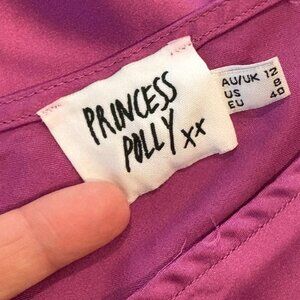 PRINCESS
POLLY xx
AU/UK 12
US 8
EU 40